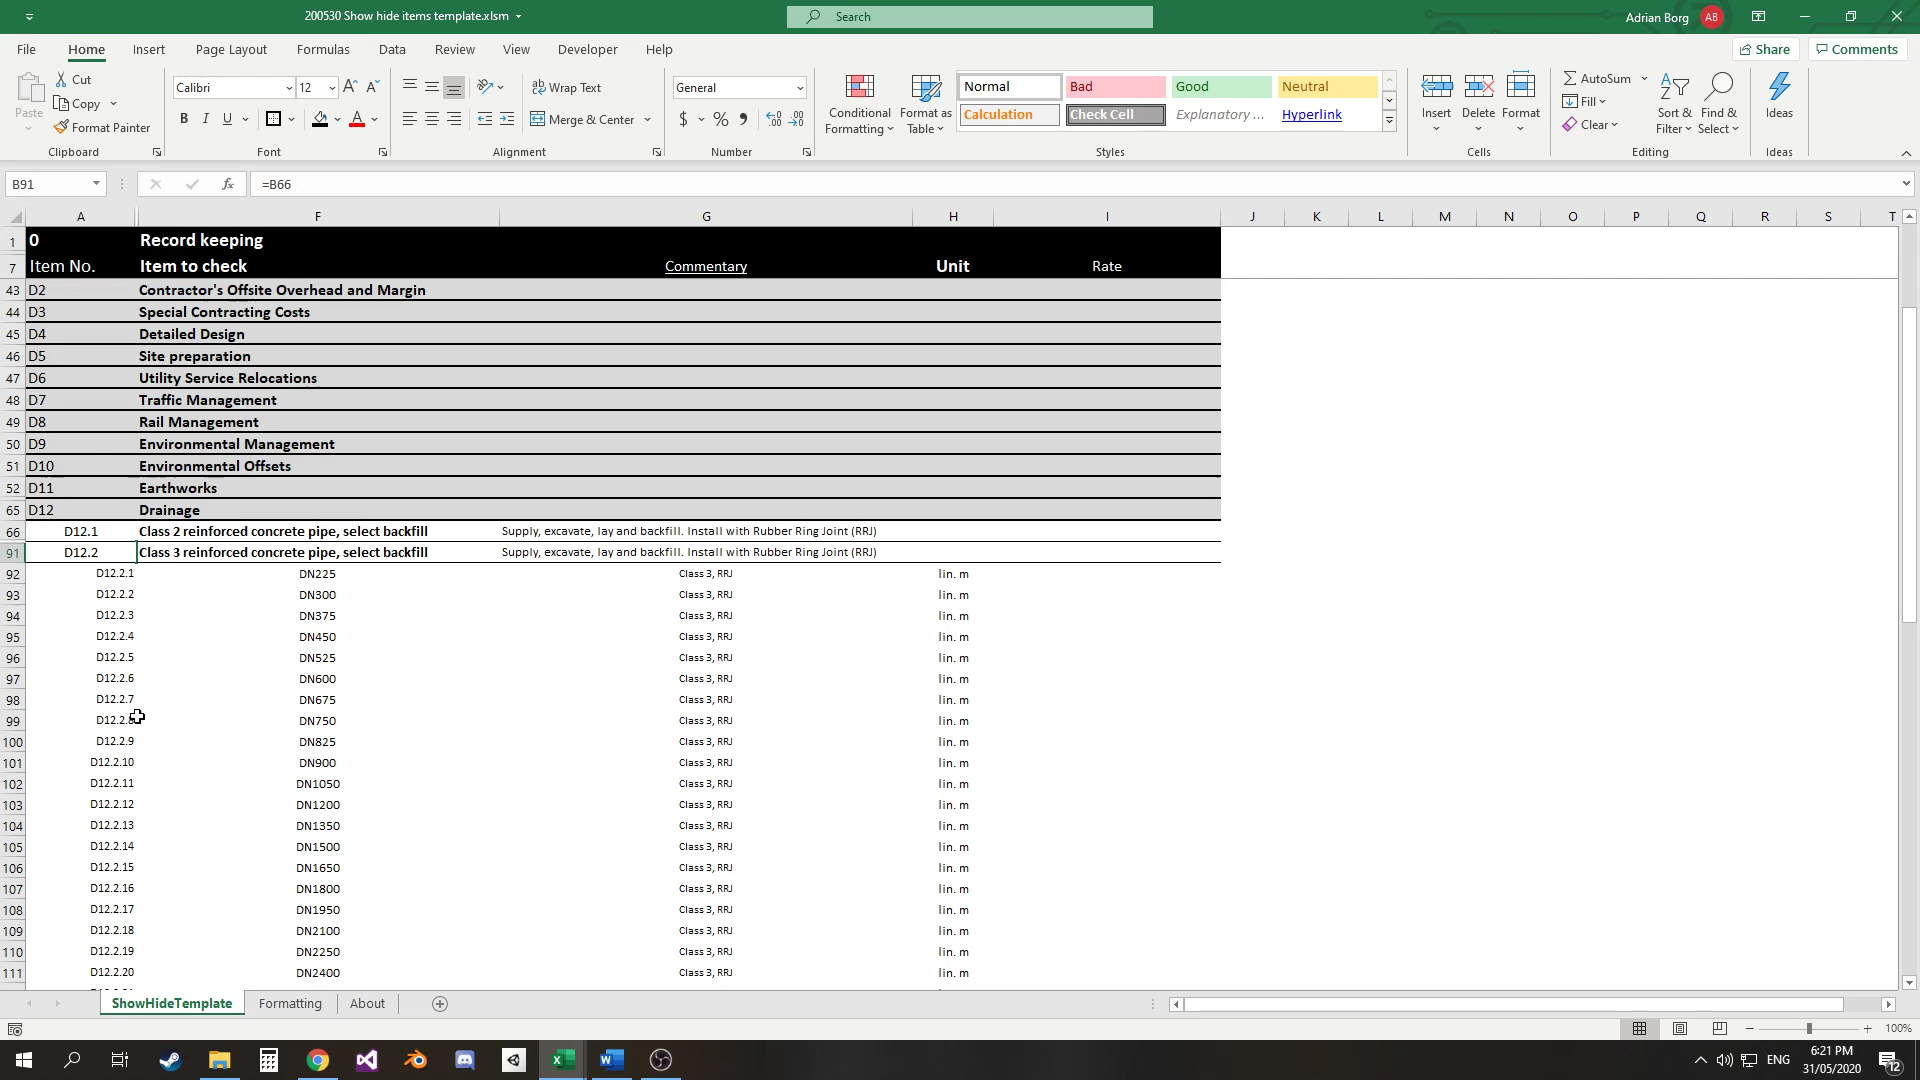 200530 Show hide items template.xlsm
Search
Adrian Borg AB
File Home Insert Page Layout Formulas Data Review View Developer Help
Share Comments
Paste
Cut
Copy
Format Painter
Clipboard
Calibri 12
Font
Wrap Text
Merge & Center
Alignment
General
Number
Conditional Formatting
Format as Table
Normal Bad Good Neutral
Calculation Check Cell Explanatory ... Hyperlink
Styles
Insert Delete Format
Cells
AutoSum
Fill
Clear
Sort & Filter
Find & Select
Editing
Ideas
Ideas
B91 fx =B66
A F G H I J K L M N O P Q R S T
1 0 Record keeping
7 Item No. Item to check Commentary Unit Rate
43 D2 Contractor's Offsite Overhead and Margin
44 D3 Special Contracting Costs
45 D4 Detailed Design
46 D5 Site preparation
47 D6 Utility Service Relocations
48 D7 Traffic Management
49 D8 Rail Management
50 D9 Environmental Management
51 D10 Environmental Offsets
52 D11 Earthworks
65 D12 Drainage
66 D12.1 Class 2 reinforced concrete pipe, select backfill Supply, excavate, lay and backfill. Install with Rubber Ring Joint (RRJ)
91 D12.2 Class 3 reinforced concrete pipe, select backfill Supply, excavate, lay and backfill. Install with Rubber Ring Joint (RRJ)
92 D12.2.1 DN225 Class 3, RRJ lin. m
93 D12.2.2 DN300 Class 3, RRJ lin. m
94 D12.2.3 DN375 Class 3, RRJ lin. m
95 D12.2.4 DN450 Class 3, RRJ lin. m
96 D12.2.5 DN525 Class 3, RRJ lin. m
97 D12.2.6 DN600 Class 3, RRJ lin. m
98 D12.2.7 DN675 Class 3, RRJ lin. m
99 D12.2.8 DN750 Class 3, RRJ lin. m
100 D12.2.9 DN825 Class 3, RRJ lin. m
101 D12.2.10 DN900 Class 3, RRJ lin. m
102 D12.2.11 DN1050 Class 3, RRJ lin. m
103 D12.2.12 DN1200 Class 3, RRJ lin. m
104 D12.2.13 DN1350 Class 3, RRJ lin. m
105 D12.2.14 DN1500 Class 3, RRJ lin. m
106 D12.2.15 DN1650 Class 3, RRJ lin. m
107 D12.2.16 DN1800 Class 3, RRJ lin. m
108 D12.2.17 DN1950 Class 3, RRJ lin. m
109 D12.2.18 DN2100 Class 3, RRJ lin. m
110 D12.2.19 DN2250 Class 3, RRJ lin. m
111 D12.2.20 DN2400 Class 3, RRJ lin. m
ShowHideTemplate Formatting About
100%
ENG 6:21 PM
31/05/2020
12